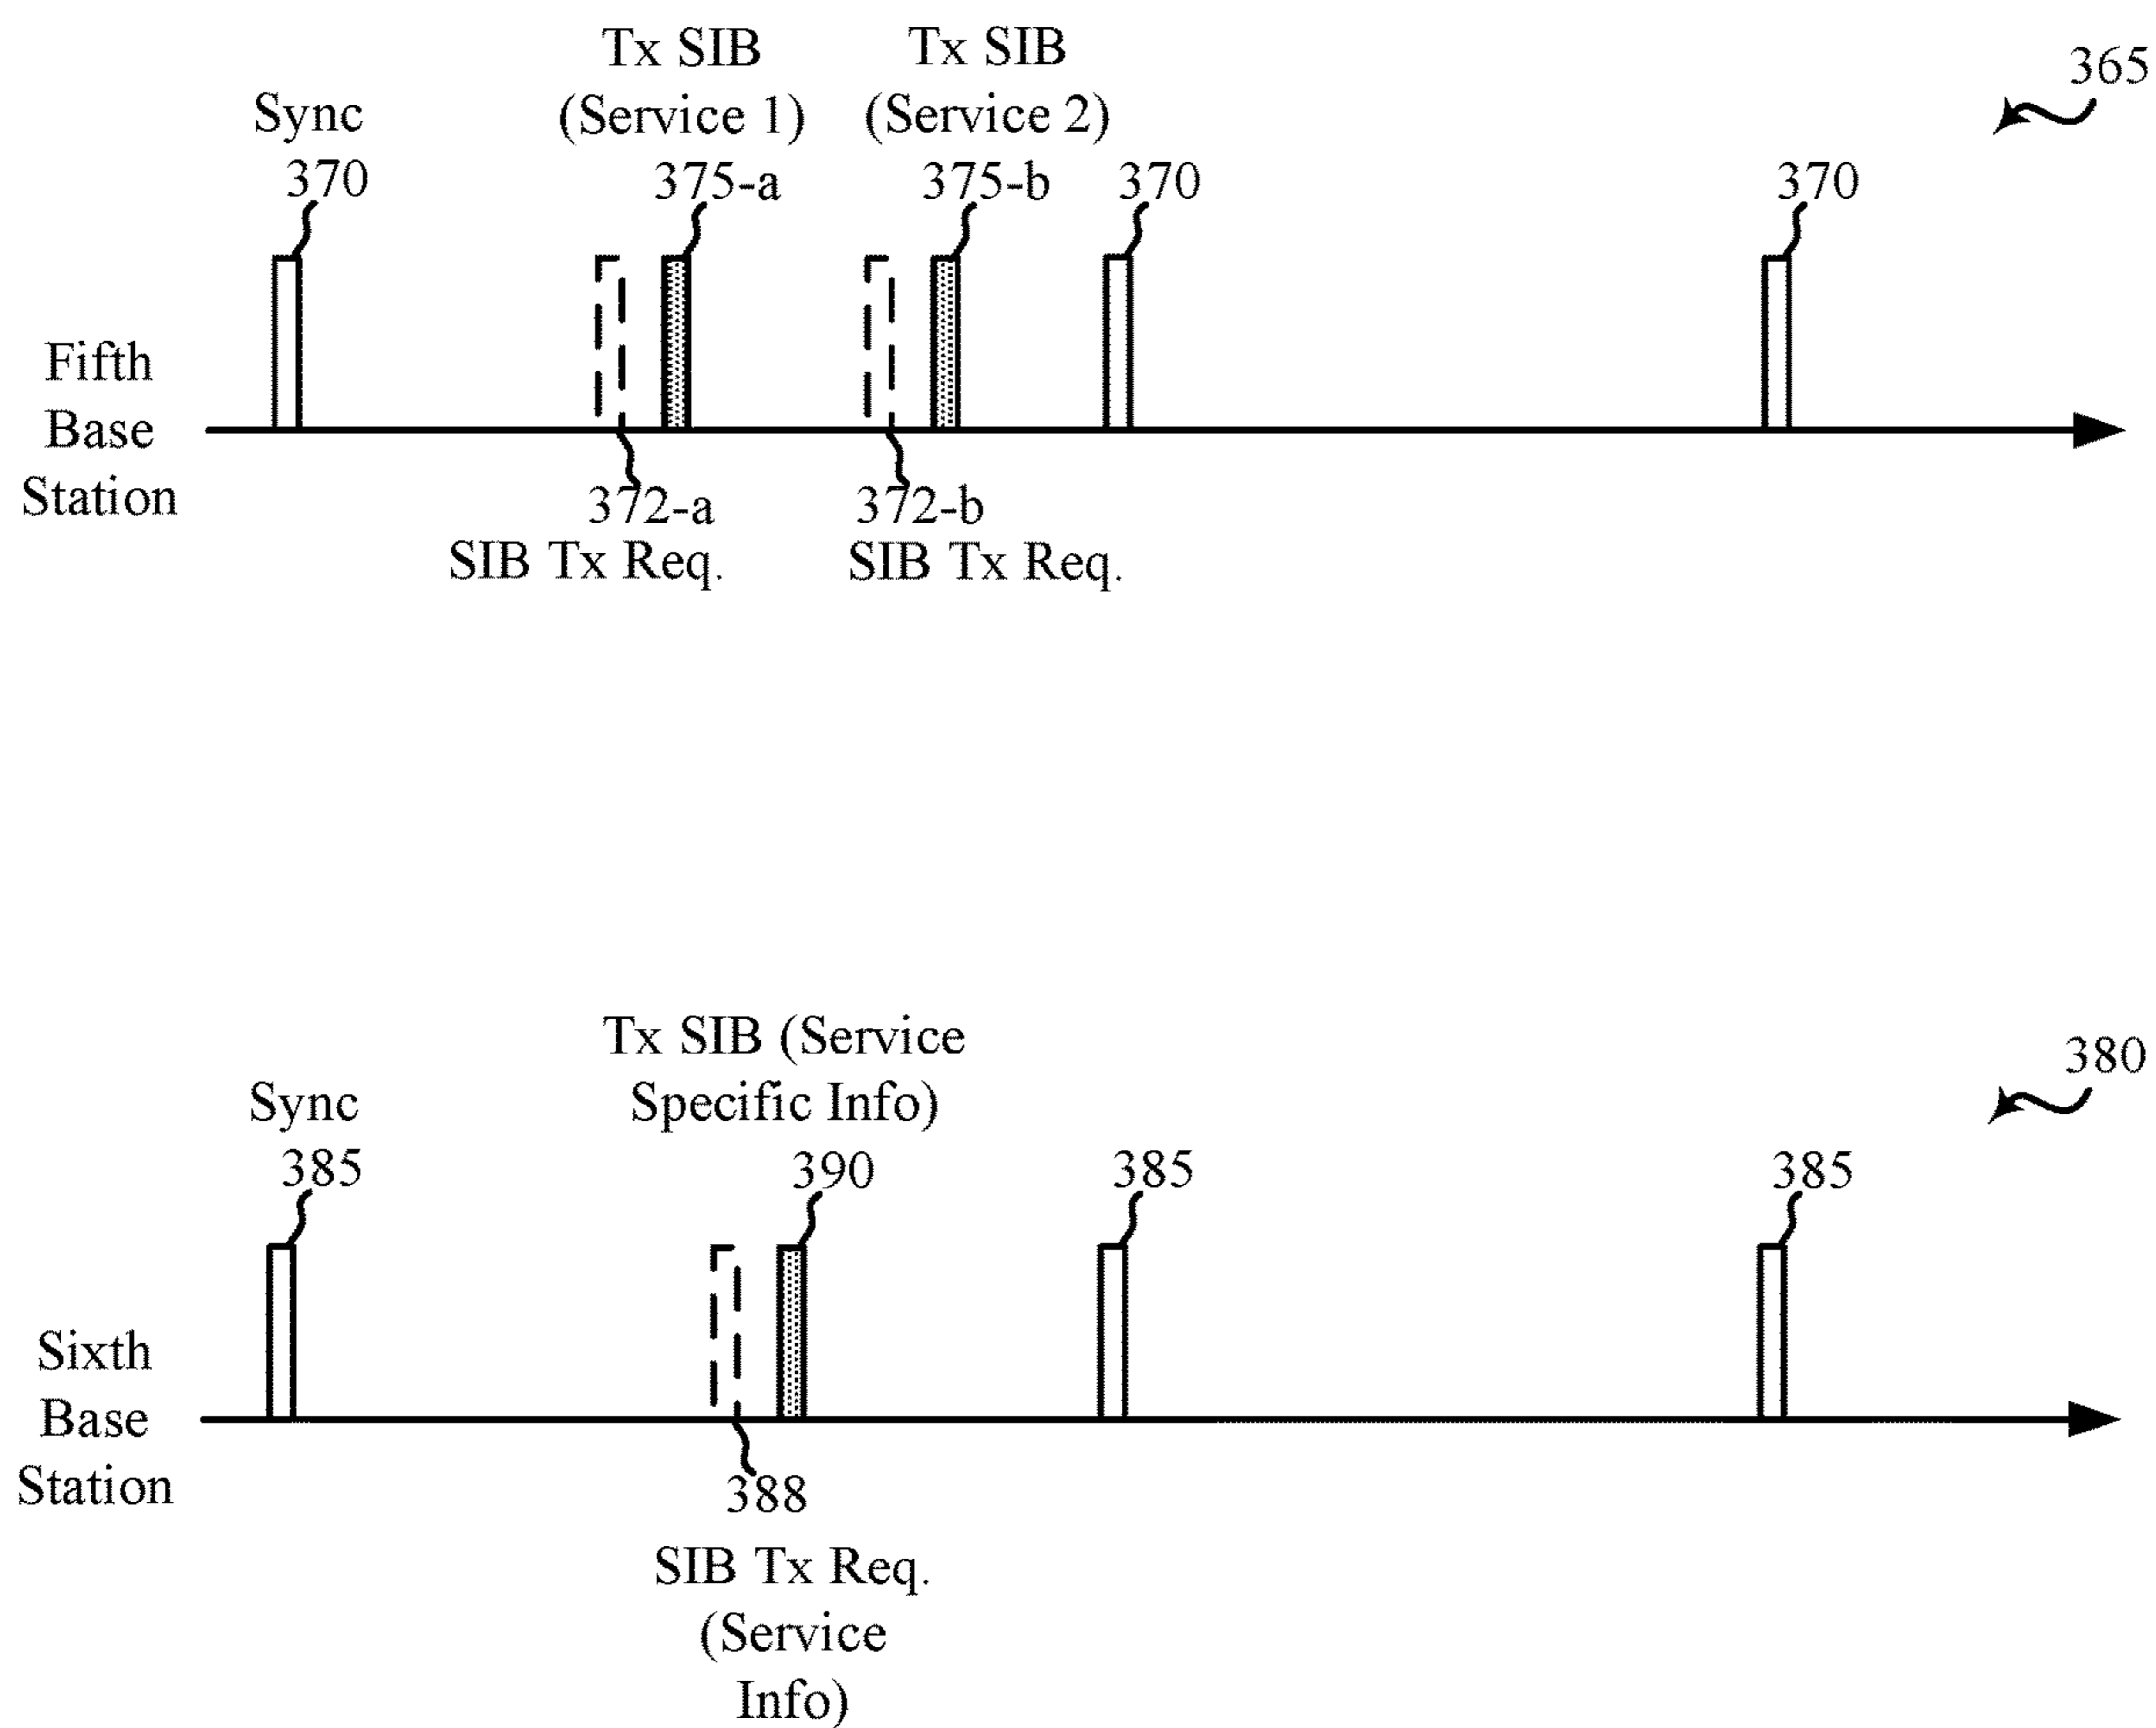 Tx SIB
(Service 1)
Tx SIB
(Service 2)
365
Sync
370
375-a
375-b
370
370
Fifth
Base
Station
372-a
SIB Tx Req.
372-b
SIB Tx Req.
Tx SIB (Service
Specific Info)
380
Sync
385
390
385
385
Sixth
Base
Station
388
SIB Tx Req.
(Service
Info)